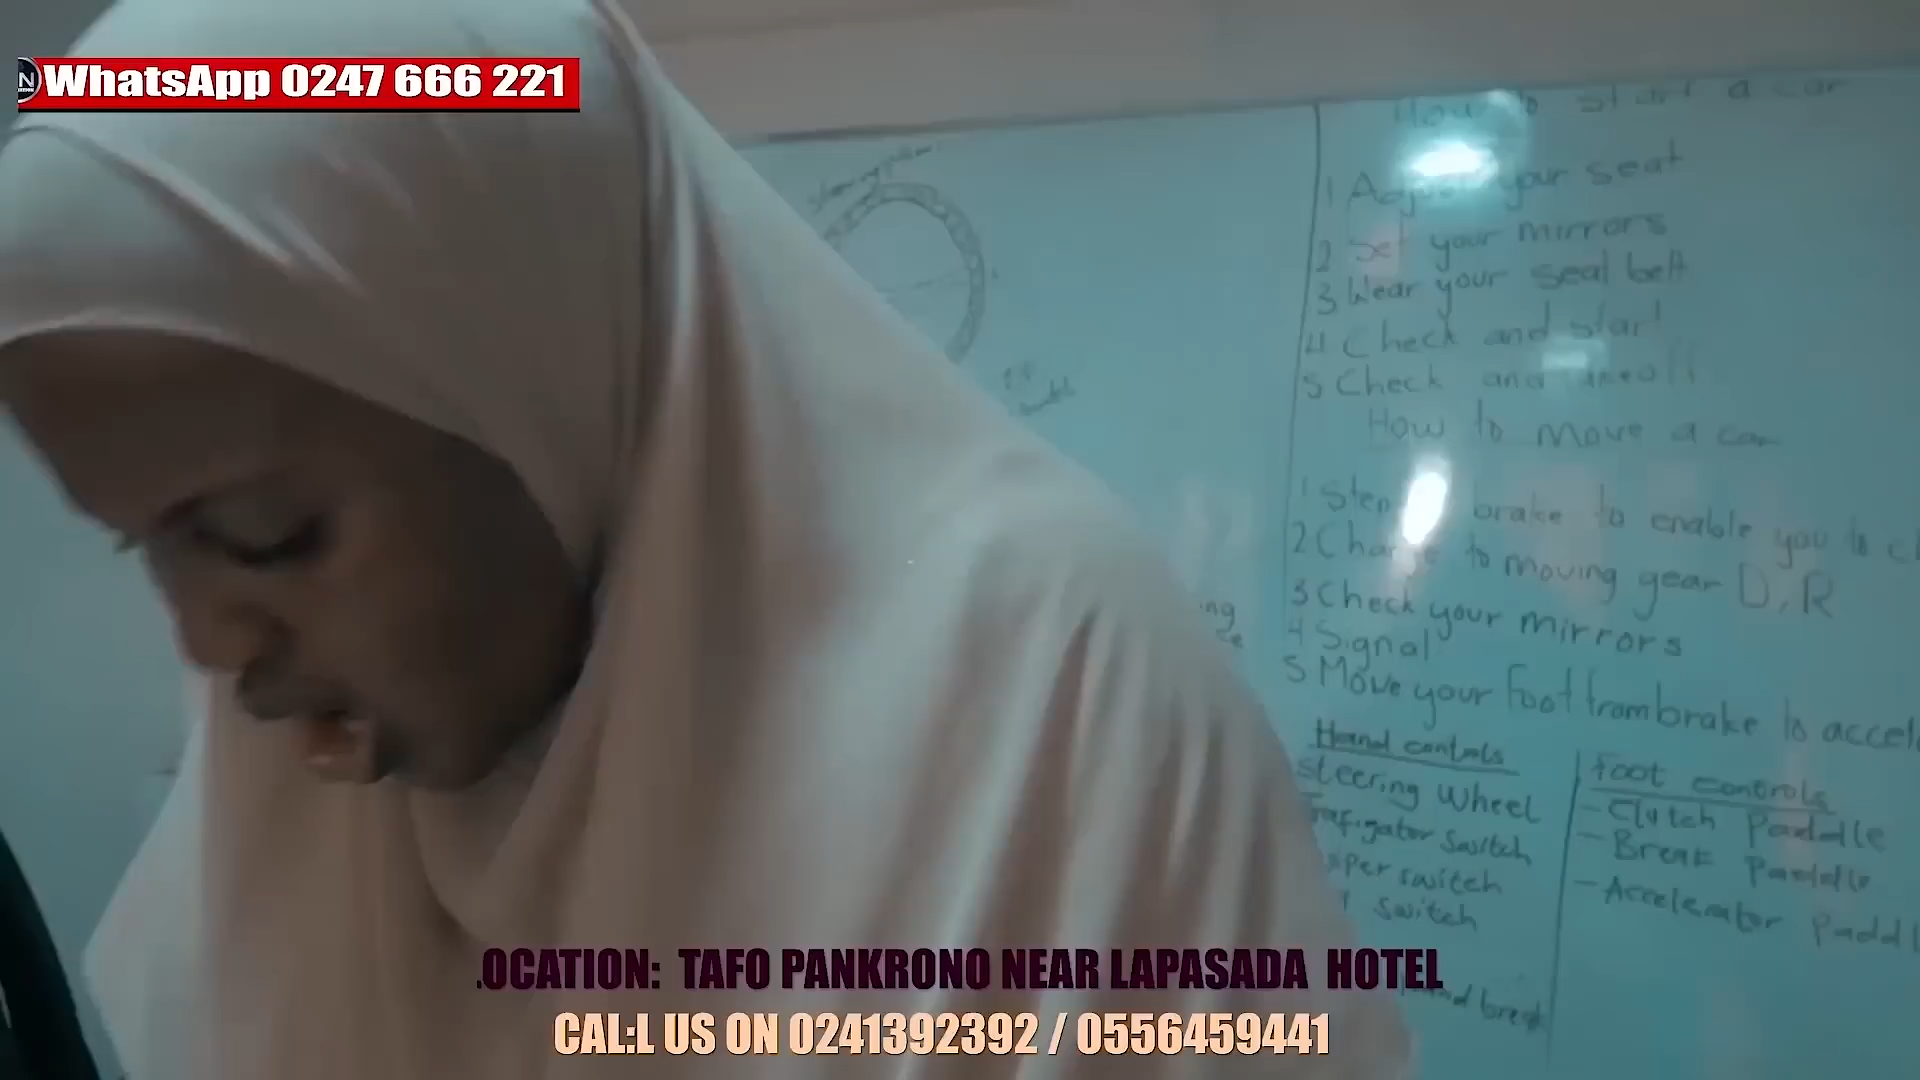 N WhatsApp 0247 666 221
How to start a car
1 Adjust your seat
2 Set your mirrors
3 Wear your seat belt
4 Check and start
5 Check and
How to move a car
1 Step brake to enable you to
2 Change to moving gear D, R
3 Check your mirrors
4 Signal
5 Move your foot from brake to
Hand controls
steering Wheel
Trafigator switch
switch
switch
Foot controls
- Clutch Paddle
- Break Paddle
- Accelerator
.OCATION: TAFO PANKRONO NEAR LAPASADA HOTEL
CAL:L US ON 0241392392 / 0556459441